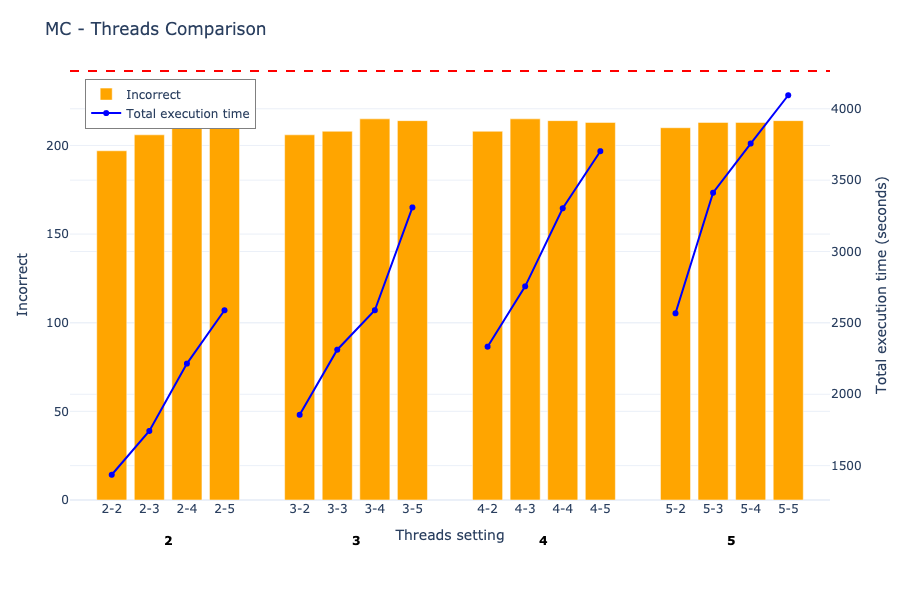 MC - Threads Comparison
Incorrect
Total execution time
200
150
100
50
0
Incorrect
4000
3500
3000
2500
2000
1500
Total execution time (seconds)
2-2 2-3 2-4 2-5 3-2 3-3 3-4 3-5 4-2 4-3 4-4 4-5 5-2 5-3 5-4 5-5
Threads setting
2 3 4 5